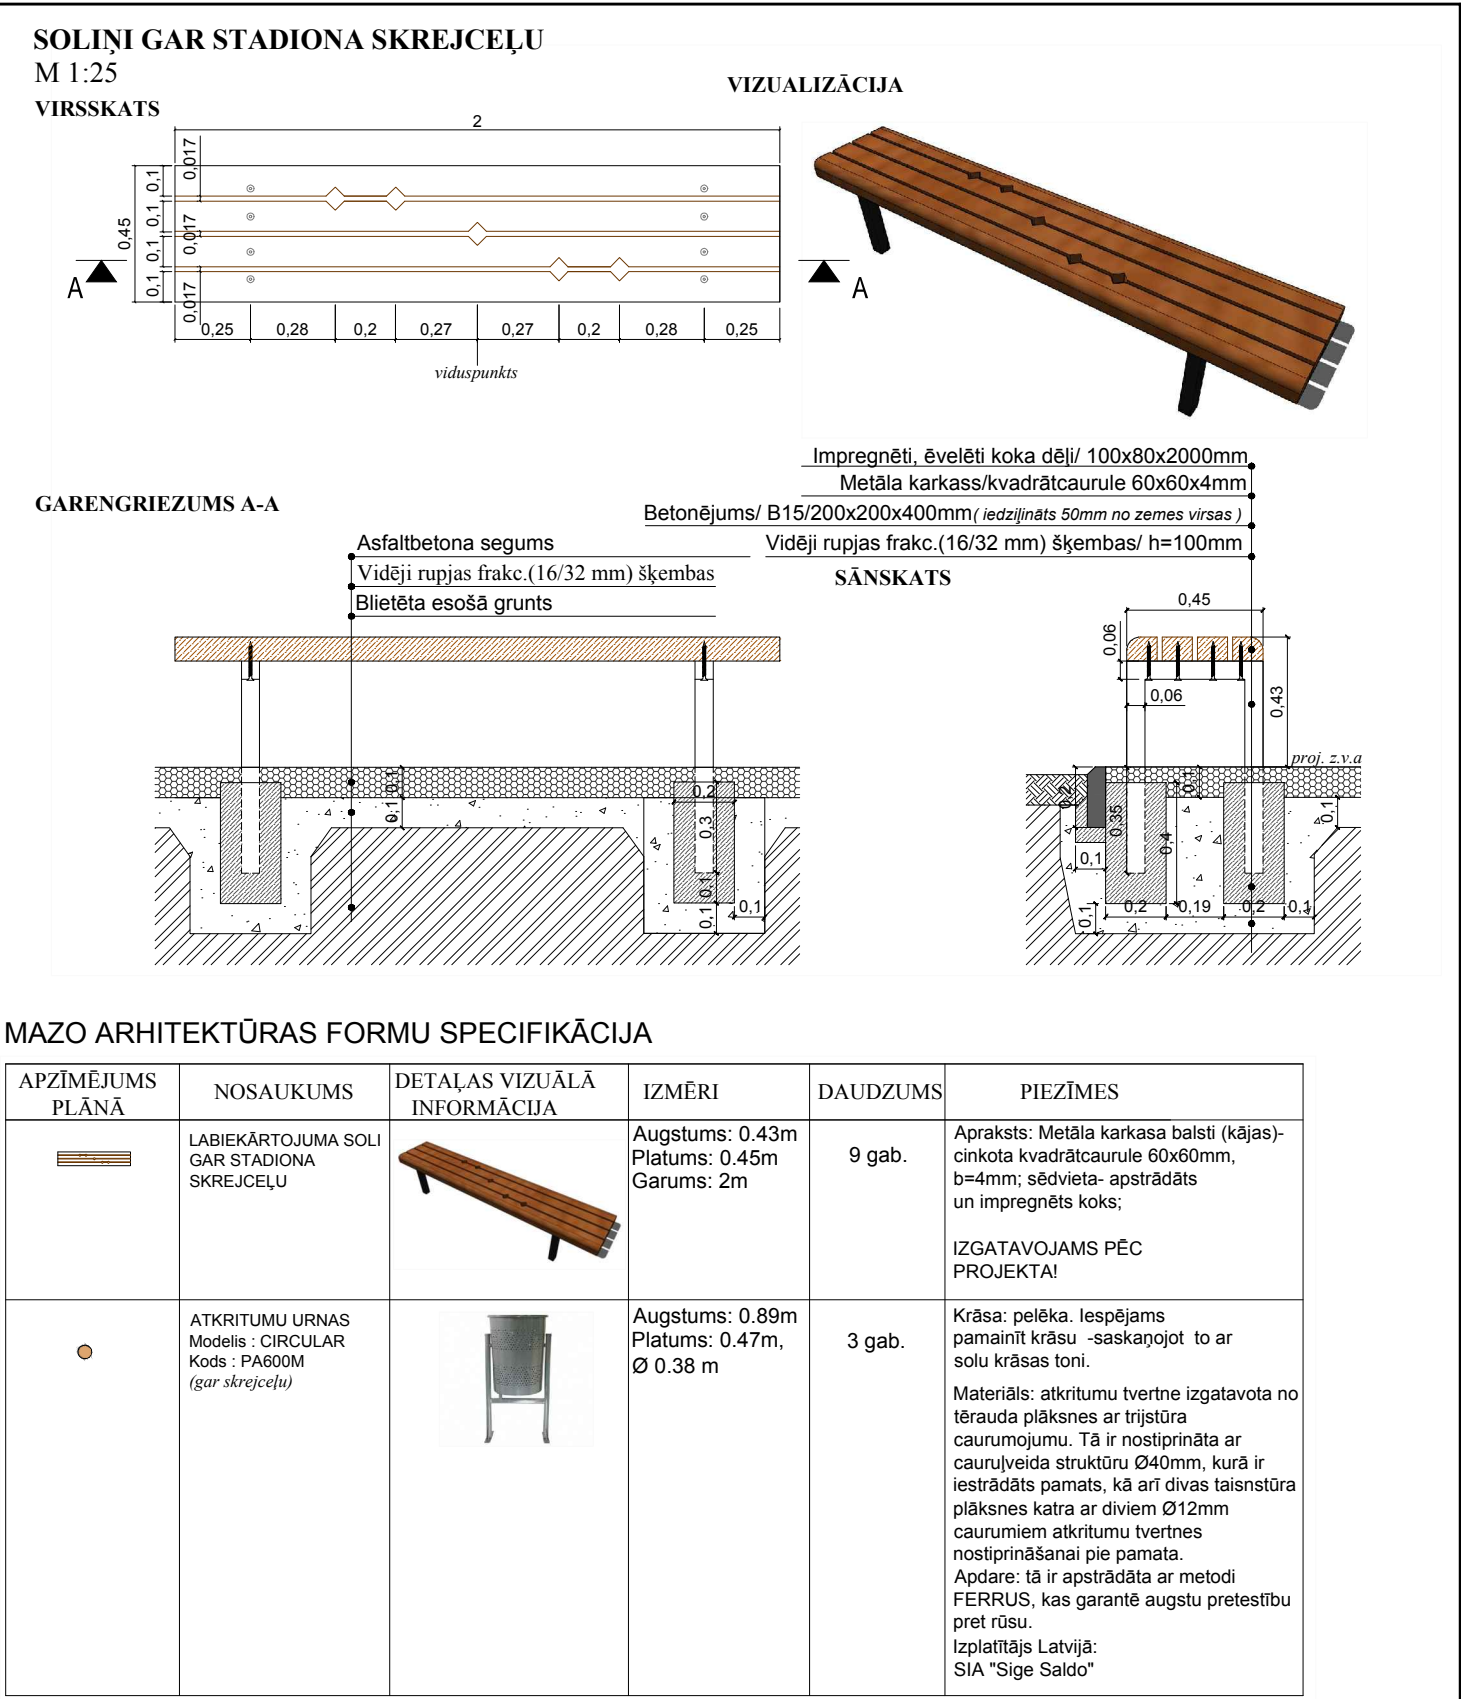 SOLIŅI GAR STADIONA SKREJCEĻU
M 1:25
VIZUALIZĀCIJA
VIRSSKATS
2
0,017
0,1
0,1
0,45
0,017
0,1
0,1
0,017
A
A
0,25
0,28
0,2
0,27
0,27
0,2
0,28
0,25
viduspunkts
Impregnēti, ēvelēti koka dēļi/ 100x80x2000mm
Metāla karkass/kvadrātcaurule 60x60x4mm
Betonējums/ B15/200x200x400mm( iedziļināts 50mm no zemes virsas )
Vidēji rupjas frakc.(16/32 mm) šķembas/ h=100mm
GARENGRIEZUMS A-A
Asfaltbetona segums
Vidēji rupjas frakc.(16/32 mm) šķembas
Blietēta esošā grunts
SĀNSKATS
0,45
0,06
0,06
0,43
proj. z.v.a
0,1
0,1
0,2
0,3
0,1
0,1
0,1
0,2
0,1
0,35
0,4
0,1
0,1
0,1
0,2
0,19
0,2
0,1
MAZO ARHITEKTŪRAS FORMU SPECIFIKĀCIJA
APZĪMĒJUMS
PLĀNĀ
NOSAUKUMS
DETAĻAS VIZUĀLĀ
INFORMĀCIJA
IZMĒRI
DAUDZUMS
PIEZĪMES
LABIEKĀRTOJUMA SOLI
GAR STADIONA
SKREJCEĻU
Augstums: 0.43m
Platums: 0.45m
Garums: 2m
9 gab.
Apraksts: Metāla karkasa balsti (kājas)-
cinkota kvadrātcaurule 60x60mm,
b=4mm; sēdvieta- apstrādāts
un impregnēts koks;
IZGATAVOJAMS PĒC
PROJEKTA!
ATKRITUMU URNAS
Modelis : CIRCULAR
Kods : PA600M
(gar skrejceļu)
Augstums: 0.89m
Platums: 0.47m,
Ø 0.38 m
3 gab.
Krāsa: pelēka. Iespējams
pamainīt krāsu -saskaņojot to ar
solu krāsas toni.
Materiāls: atkritumu tvertne izgatavota no
tērauda plāksnes ar trijstūra
caurumojumu. Tā ir nostiprināta ar
cauruļveida struktūru Ø40mm, kurā ir
iestrādāts pamats, kā arī divas taisnstūra
plāksnes katra ar diviem Ø12mm
caurumiem atkritumu tvertnes
nostiprināšanai pie pamata.
Apdare: tā ir apstrādāta ar metodi
FERRUS, kas garantē augstu pretestību
pret rūsu.
Izplatītājs Latvijā:
SIA "Sige Saldo"